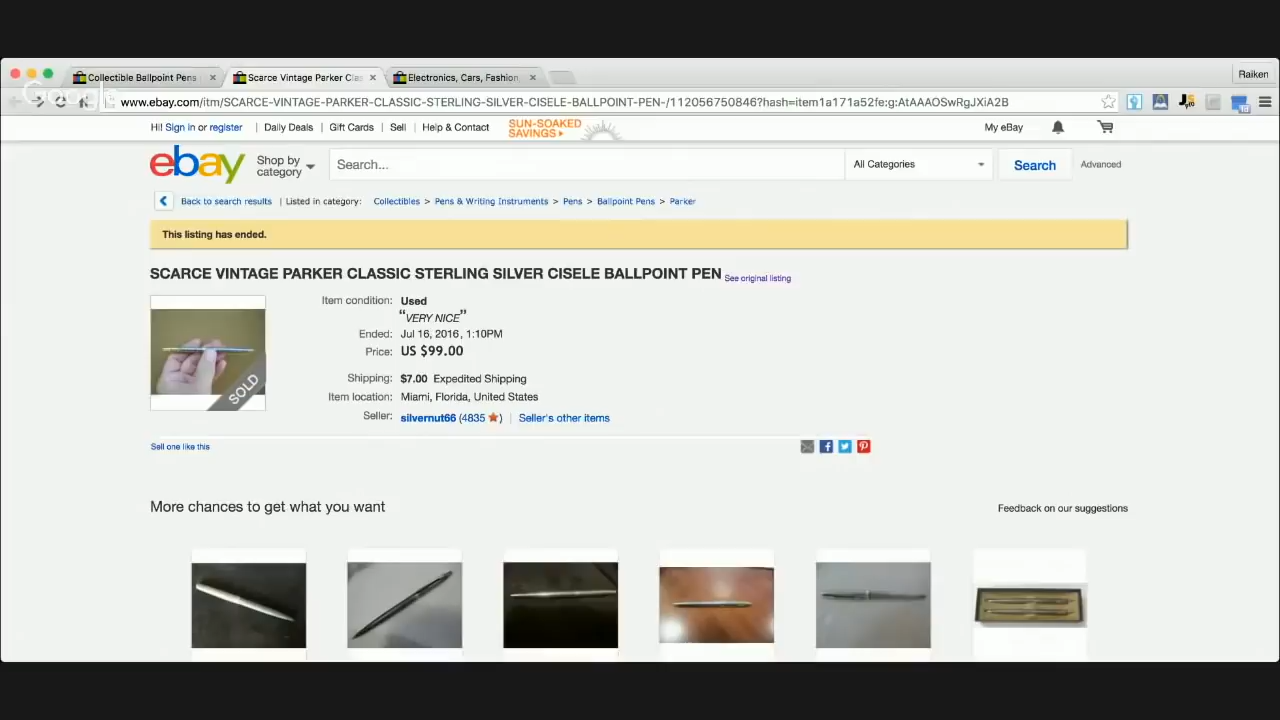 Collectible Ballpoint Pens
Scarce Vintage Parker Clas
Electronics, Cars, Fashion,
Raiken
Google
www.ebay.com/itm/SCARCE-VINTAGE-PARKER-CLASSIC-STERLING-SILVER-CISELE-BALLPOINT-PEN-/112056750846?hash=item1a171a52fe:g:AtAAAOSwRgJXiA2B
Hi! Sign in or register | Daily Deals | Gift Cards | Sell | Help & Contact
SUN-SOAKED
SAVINGS
My eBay
ebay
Shop by
category
Search...
All Categories
Search
Advanced
Back to search results | Listed in category: Collectibles > Pens & Writing Instruments > Pens > Ballpoint Pens > Parker
This listing has ended.
SCARCE VINTAGE PARKER CLASSIC STERLING SILVER CISELE BALLPOINT PEN See original listing
SOLD
Item condition: Used
“VERY NICE”
Ended: Jul 16, 2016, 1:10PM
Price: US $99.00
Shipping: $7.00 Expedited Shipping
Item location: Miami, Florida, United States
Seller: silvernut66 (4835 ★) | Seller's other items
Sell one like this
More chances to get what you want
Feedback on our suggestions